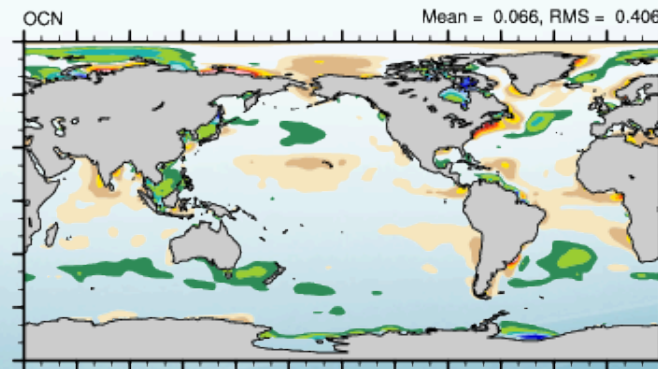 OCN
Mean = 0.066, RMS = 0.406